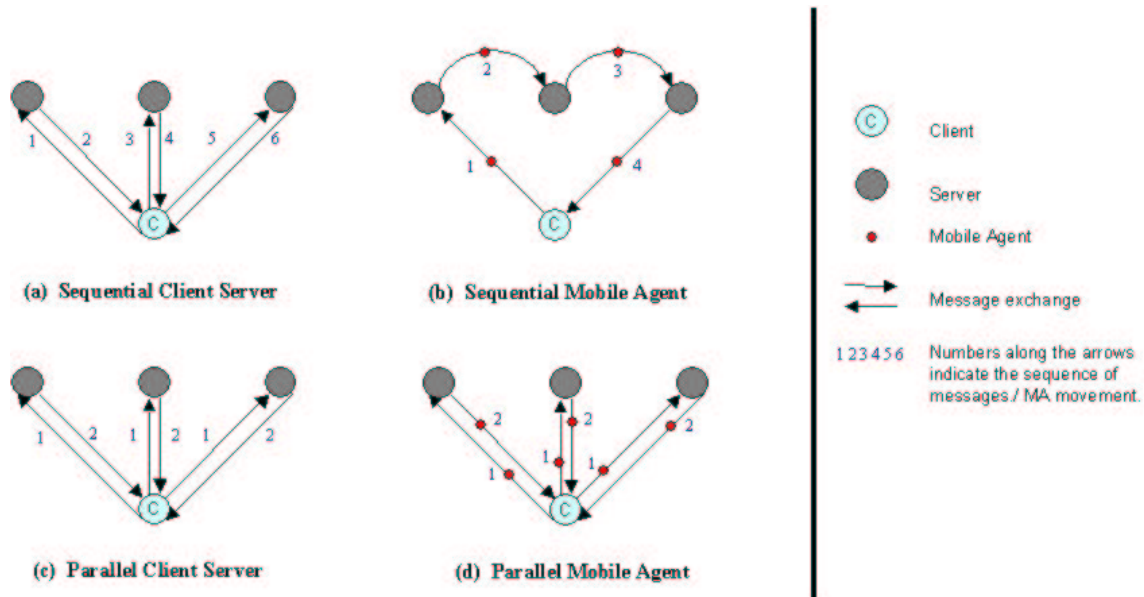 1
2
3
4
5
6
C
(a) Sequential Client Server
2
3
1
4
C
(b) Sequential Mobile Agent
1
2
1
2
1
2
C
(c) Parallel Client Server
2
1
2
1
1
2
C
(d) Parallel Mobile Agent
C
Client
Server
Mobile Agent
Message exchange
1 2 3 4 5 6
Numbers along the arrows
indicate the sequence of
messages./ MA movement.